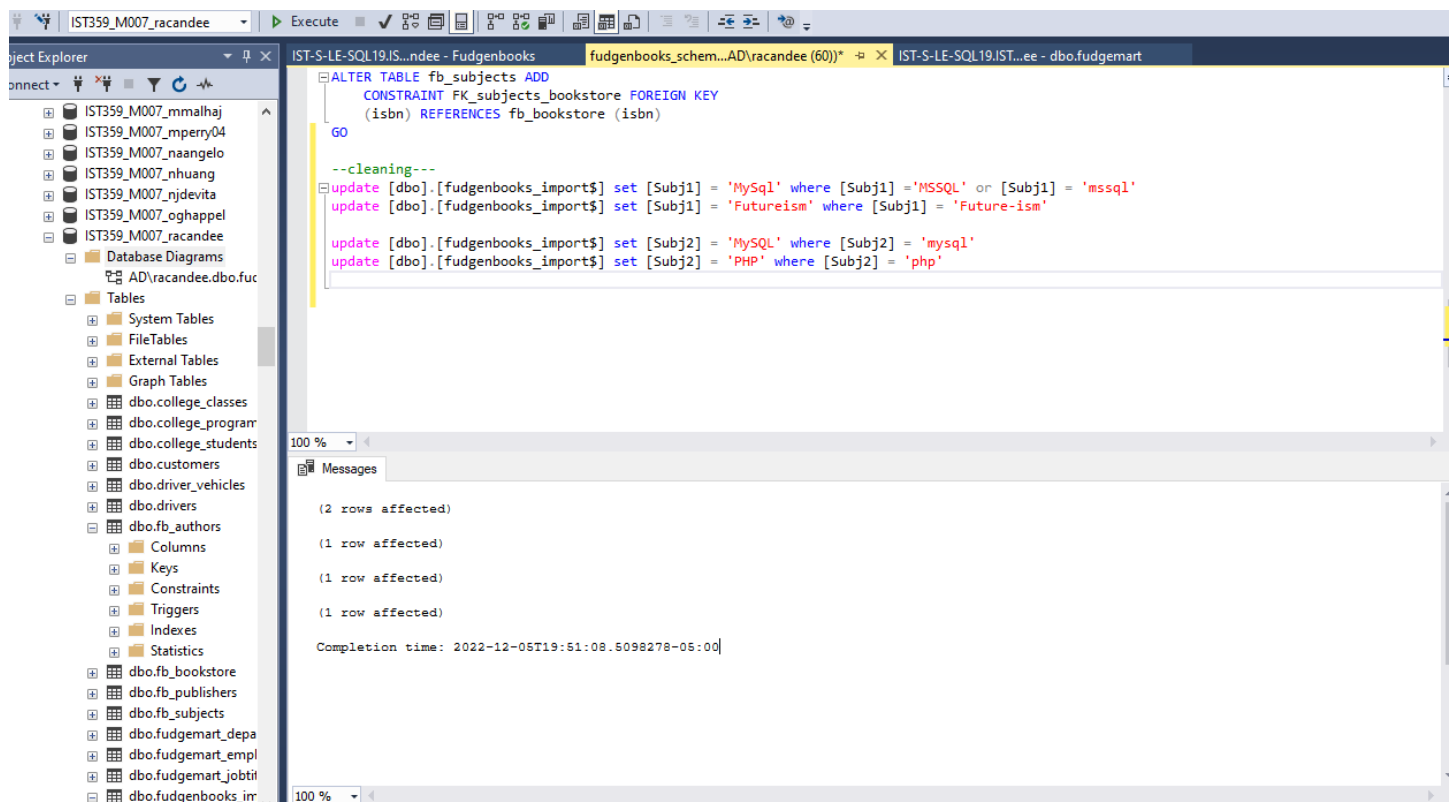 IST359_M007_racandee
Execute
bject Explorer
IST-S-LE-SQL19.IS...ndee - Fudgenbooks
fudgenbooks_schem...AD\racandee (60))*
IST-S-LE-SQL19.IST...ee - dbo.fudgemart
onnect
IST359_M007_mmalhaj
IST359_M007_mperry04
IST359_M007_naangelo
IST359_M007_nhuang
IST359_M007_njdevita
IST359_M007_oghappel
IST359_M007_racandee
Database Diagrams
AD\racandee.dbo.fuc
Tables
System Tables
FileTables
External Tables
Graph Tables
dbo.college_classes
dbo.college_program
dbo.college_students
dbo.customers
dbo.driver_vehicles
dbo.drivers
dbo.fb_authors
Columns
Keys
Constraints
Triggers
Indexes
Statistics
dbo.fb_bookstore
dbo.fb_publishers
dbo.fb_subjects
dbo.fudgemart_depa
dbo.fudgemart_empl
dbo.fudgemart_jobtit
dbo.fudgenbooks_im
ALTER TABLE fb_subjects ADD
CONSTRAINT FK_subjects_bookstore FOREIGN KEY
(isbn) REFERENCES fb_bookstore (isbn)
GO
--cleaning---
update [dbo].[fudgenbooks_import$] set [Subj1] = 'MySql' where [Subj1] ='MSSQL' or [Subj1] = 'mssql'
update [dbo].[fudgenbooks_import$] set [Subj1] = 'Futureism' where [Subj1] = 'Future-ism'
update [dbo].[fudgenbooks_import$] set [Subj2] = 'MySQL' where [Subj2] = 'mysql'
update [dbo].[fudgenbooks_import$] set [Subj2] = 'PHP' where [Subj2] = 'php'
100 %
Messages
(2 rows affected)
(1 row affected)
(1 row affected)
(1 row affected)
Completion time: 2022-12-05T19:51:08.5098278-05:00
100 %